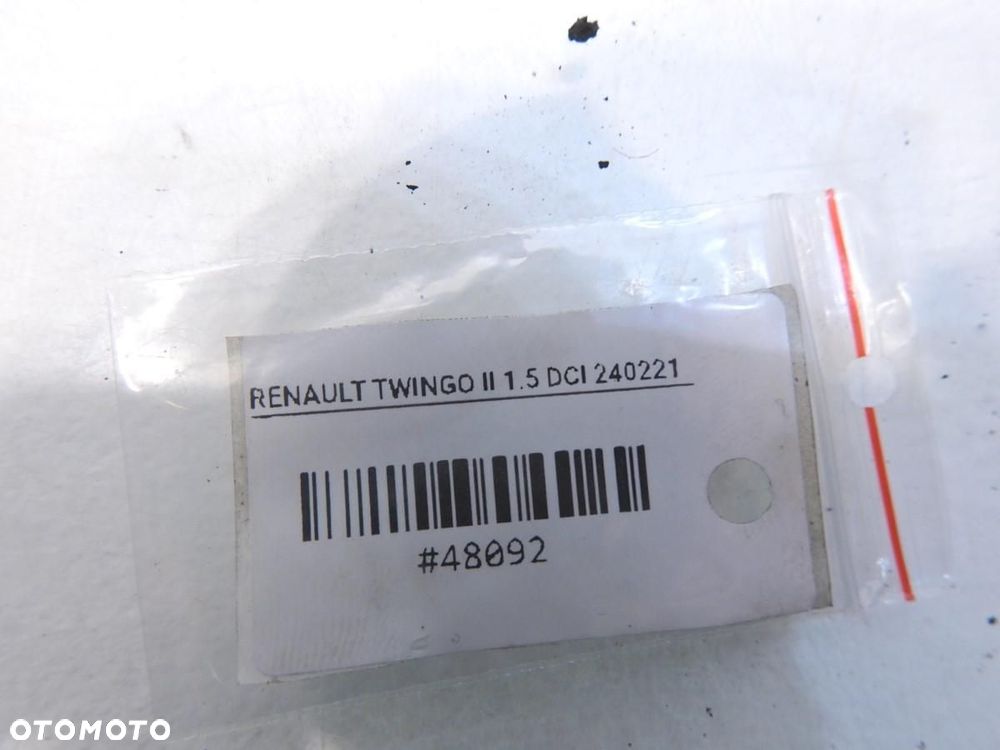 RENAULT TWINGO II 1.5 DCI 240221
#48092
OTOMOTO